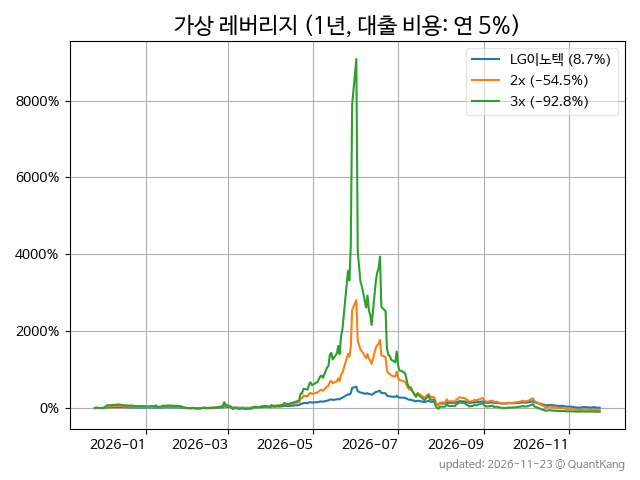 가상 레버리지 (1년, 대출 비용: 연 5%)
LG이노텍 (8.7%)
2x (-54.5%)
3x (-92.8%)
8000%
6000%
4000%
2000%
0%
2026-01 2026-03 2026-05 2026-07 2026-09 2026-11
updated: 2026-11-23 © QuantKang